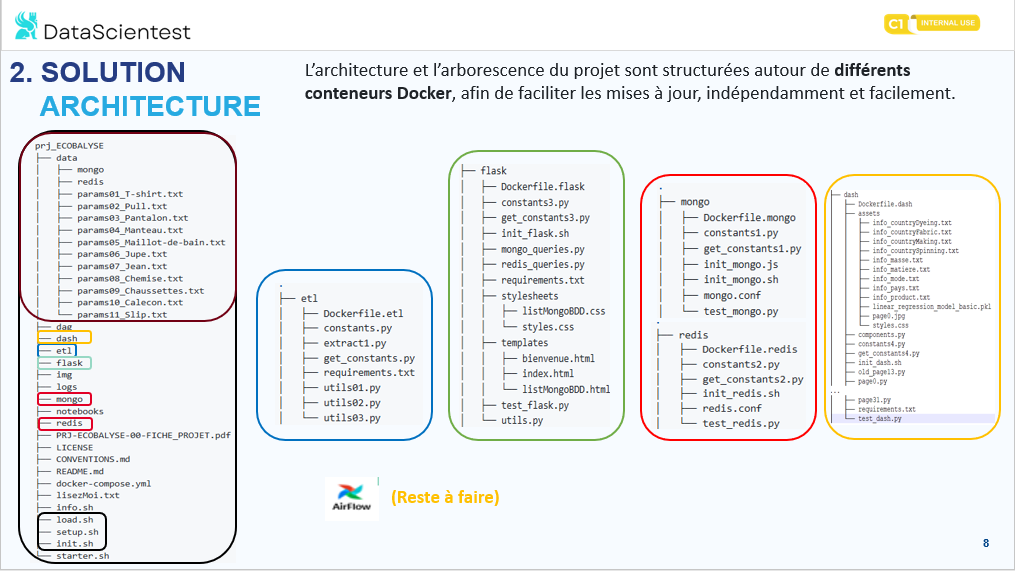 DataScientest
C1 INTERNAL USE
2. SOLUTION
ARCHITECTURE
L’architecture et l’arborescence du projet sont structurées autour de différents
conteneurs Docker, afin de faciliter les mises à jour, indépendamment et facilement.
prj_ECOBALYSE
├── data
│   ├── mongo
│   ├── redis
│   ├── params01_T-shirt.txt
│   ├── params02_Pull.txt
│   ├── params03_Pantalon.txt
│   ├── params04_Manteau.txt
│   ├── params05_Maillot-de-bain.txt
│   ├── params06_Jupe.txt
│   ├── params07_Jean.txt
│   ├── params08_Chemise.txt
│   ├── params09_Chaussettes.txt
│   ├── params10_Calecon.txt
│   └── params11_Slip.txt
├── dag
├── dash
├── etl
├── flask
├── img
├── logs
├── mongo
├── notebooks
├── redis
├── PRJ-ECOBALYSE-00-FICHE_PROJET.pdf
├── LICENSE
├── CONVENTIONS.md
├── README.md
├── docker-compose.yml
├── lisezMoi.txt
├── info.sh
├── load.sh
├── setup.sh
├── init.sh
├── starter.sh
.
├── etl
│   ├── Dockerfile.etl
│   ├── constants.py
│   ├── extract1.py
│   ├── get_constants.py
│   ├── requirements.txt
│   ├── utils01.py
│   ├── utils02.py
│   └── utils03.py
├── flask
│   ├── Dockerfile.flask
│   ├── constants3.py
│   ├── get_constants3.py
│   ├── init_flask.sh
│   ├── mongo_queries.py
│   ├── redis_queries.py
│   ├── requirements.txt
│   ├── stylesheets
│   │   ├── listMongoBDD.css
│   │   └── styles.css
│   ├── templates
│   │   ├── bienvenue.html
│   │   ├── index.html
│   │   └── listMongoBDD.html
│   ├── test_flask.py
│   └── utils.py
.
├── mongo
│   ├── Dockerfile.mongo
│   ├── constants1.py
│   ├── get_constants1.py
│   ├── init_mongo.js
│   ├── init_mongo.sh
│   ├── mongo.conf
│   └── test_mongo.py
.
├── redis
│   ├── Dockerfile.redis
│   ├── constants2.py
│   ├── get_constants2.py
│   ├── init_redis.sh
│   ├── redis.conf
│   └── test_redis.py
├── dash
│   ├── Dockerfile.dash
│   ├── assets
│   │   ├── info_countryDyeing.txt
│   │   ├── info_countryFabric.txt
│   │   ├── info_countryMaking.txt
│   │   ├── info_countrySpinning.txt
│   │   ├── info_masse.txt
│   │   ├── info_matiere.txt
│   │   ├── info_mode.txt
│   │   ├── info_pays.txt
│   │   ├── info_product.txt
│   │   ├── linear_regression_model_basic.pkl
│   │   ├── page0.jpg
│   │   └── styles.css
│   ├── components.py
│   ├── constants4.py
│   ├── get_constants4.py
│   ├── init_dash.sh
│   ├── old_page13.py
│   ├── page0.py
...
│   ├── page31.py
│   ├── requirements.txt
│   └── test_dash.py
AirFlow
(Reste à faire)
8